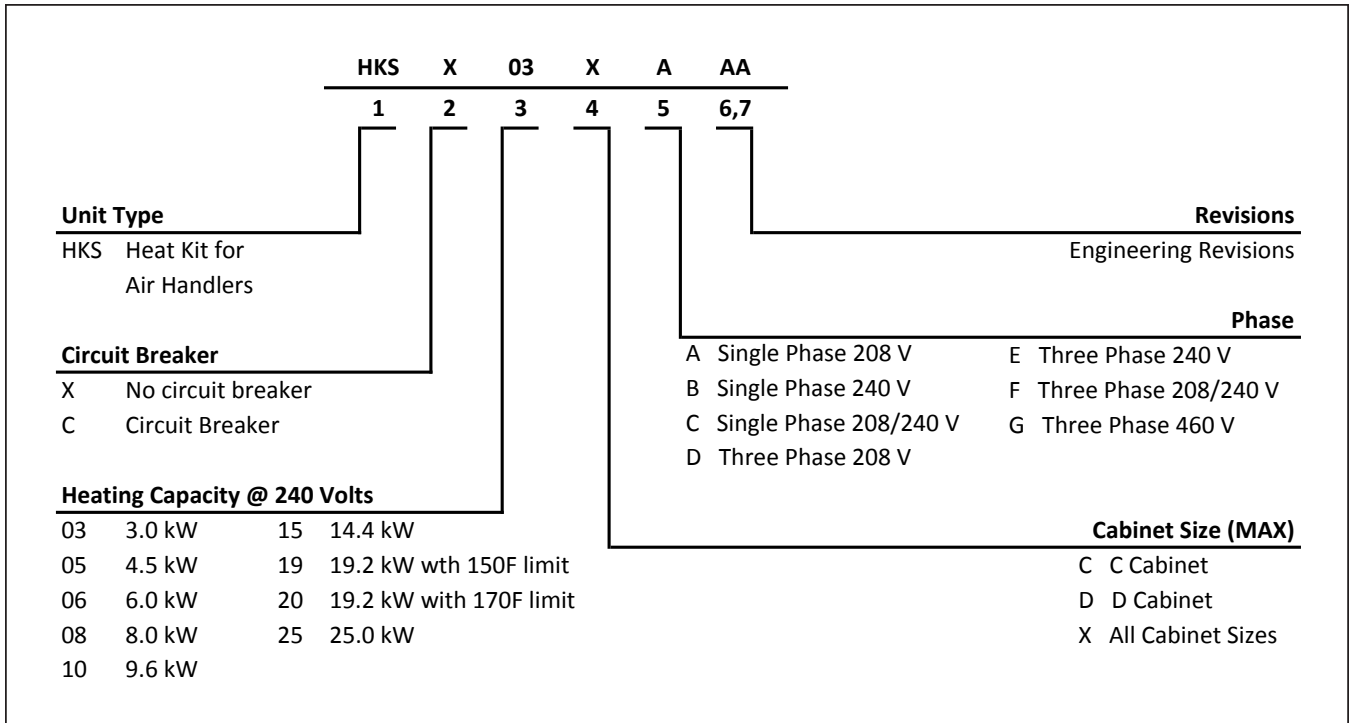 HKS X 03 X A AA
1 2 3 4 5 6,7
Unit Type
HKS Heat Kit for
Air Handlers
Circuit Breaker
X No circuit breaker
C Circuit Breaker
Heating Capacity @ 240 Volts
03 3.0 kW 15 14.4 kW
05 4.5 kW 19 19.2 kW wth 150F limit
06 6.0 kW 20 19.2 kW with 170F limit
08 8.0 kW 25 25.0 kW
10 9.6 kW
Revisions
Engineering Revisions
Phase
A Single Phase 208 V E Three Phase 240 V
B Single Phase 240 V F Three Phase 208/240 V
C Single Phase 208/240 V G Three Phase 460 V
D Three Phase 208 V
Cabinet Size (MAX)
C C Cabinet
D D Cabinet
X All Cabinet Sizes